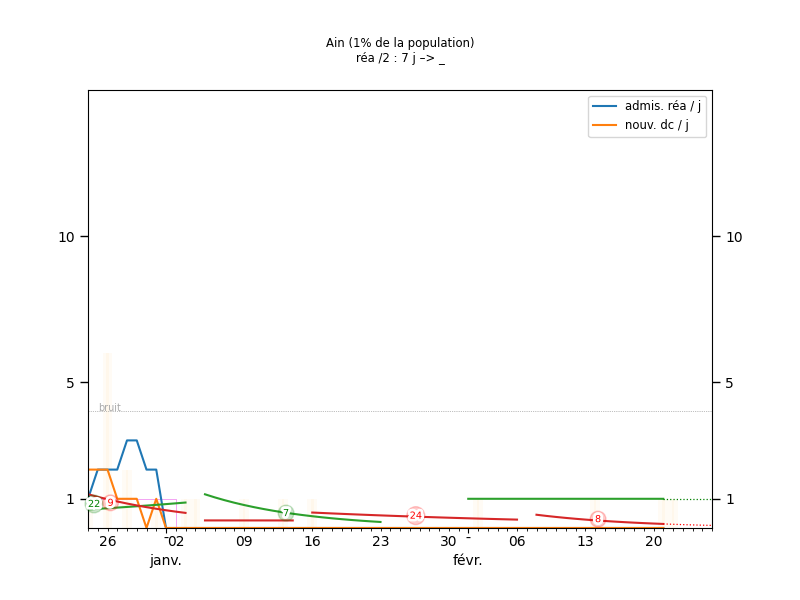 Ain (1% de la population)
réa /2 : 7 j –> _
admis. réa / j
nouv. dc / j
10 10
5 5
bruit
1 1
22 9 7 24 8
26 02 09 16 23 30 06 13 20
janv. févr.